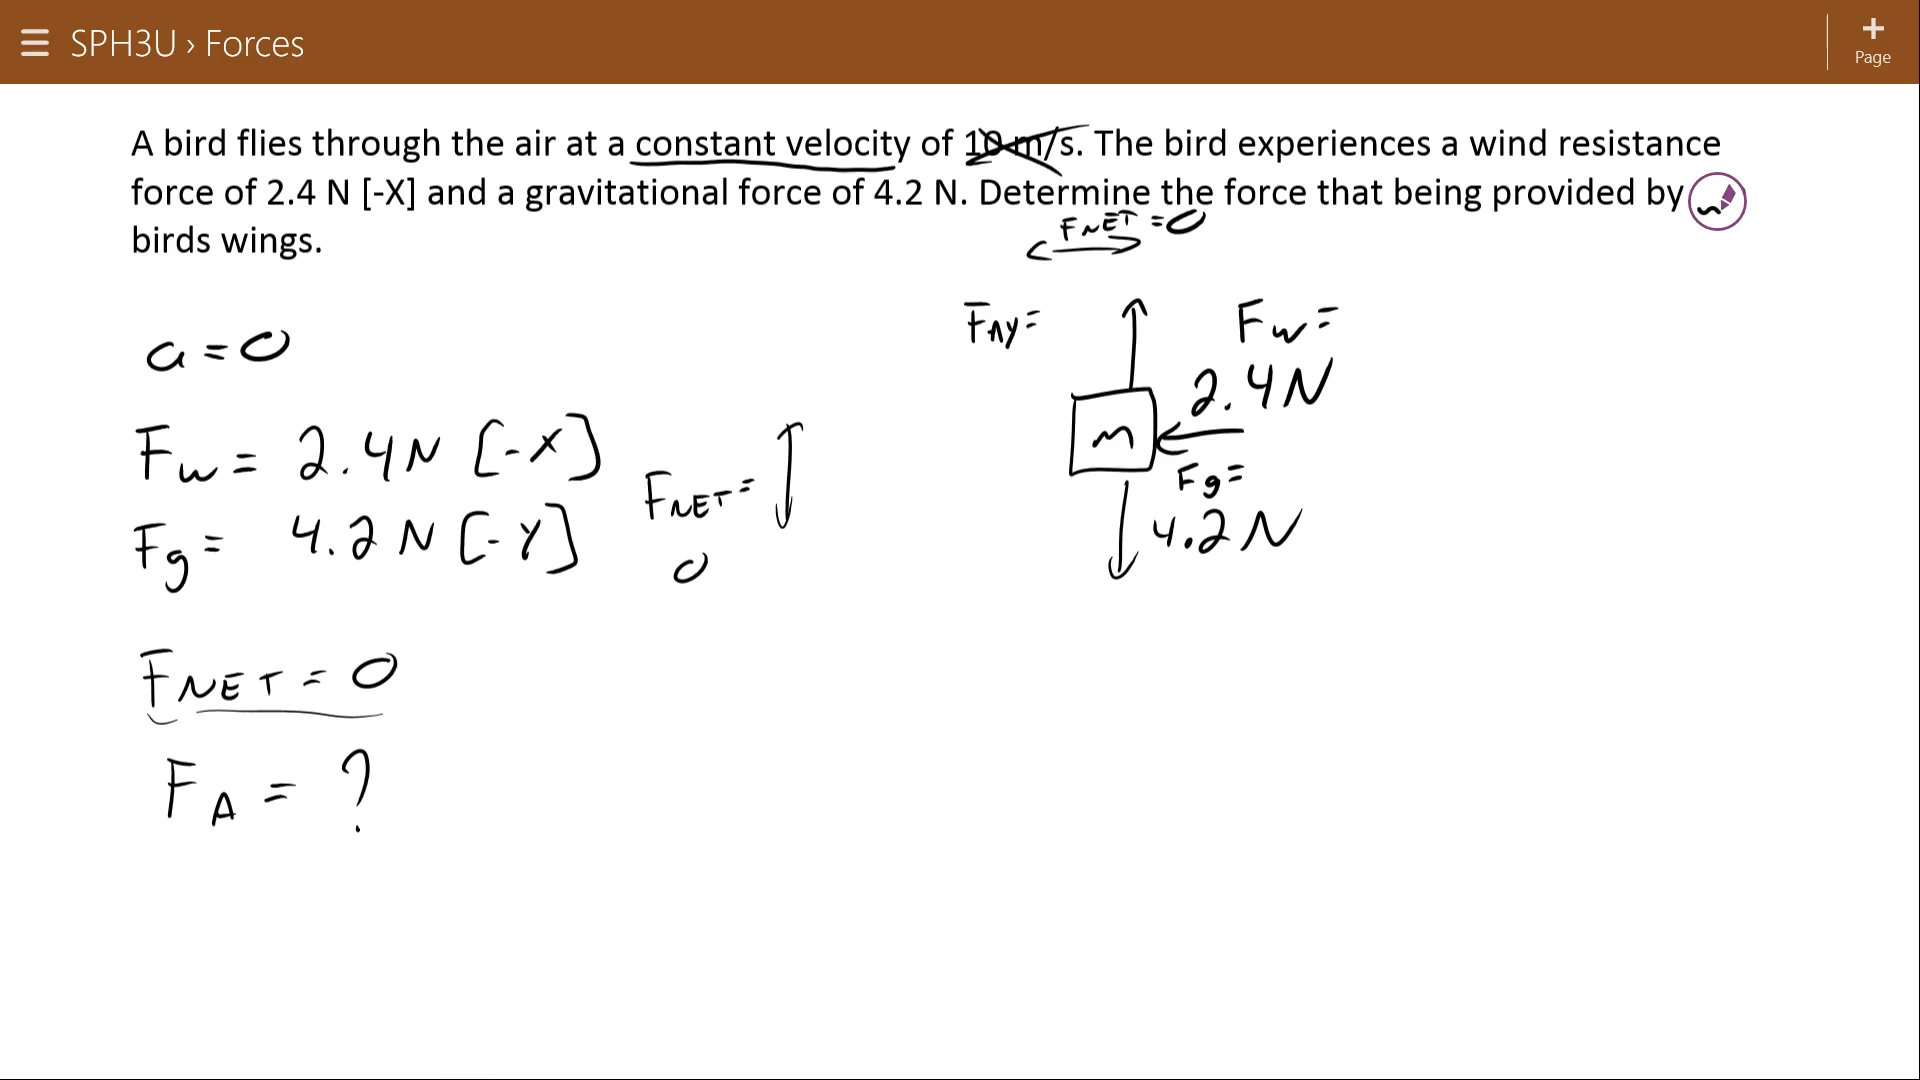 SPH3U › Forces
+
Page
A bird flies through the air at a constant velocity of 10 m/s. The bird experiences a wind resistance
force of 2.4 N [-X] and a gravitational force of 4.2 N. Determine the force that being provided by
birds wings.
FNET = 0
a = 0
FAy =
Fw =
2.4N
m
Fg =
4.2N
Fw = 2.4N [-X]
Fg = 4.2N [-Y]
FNET =
0
FNET = 0
FA = ?